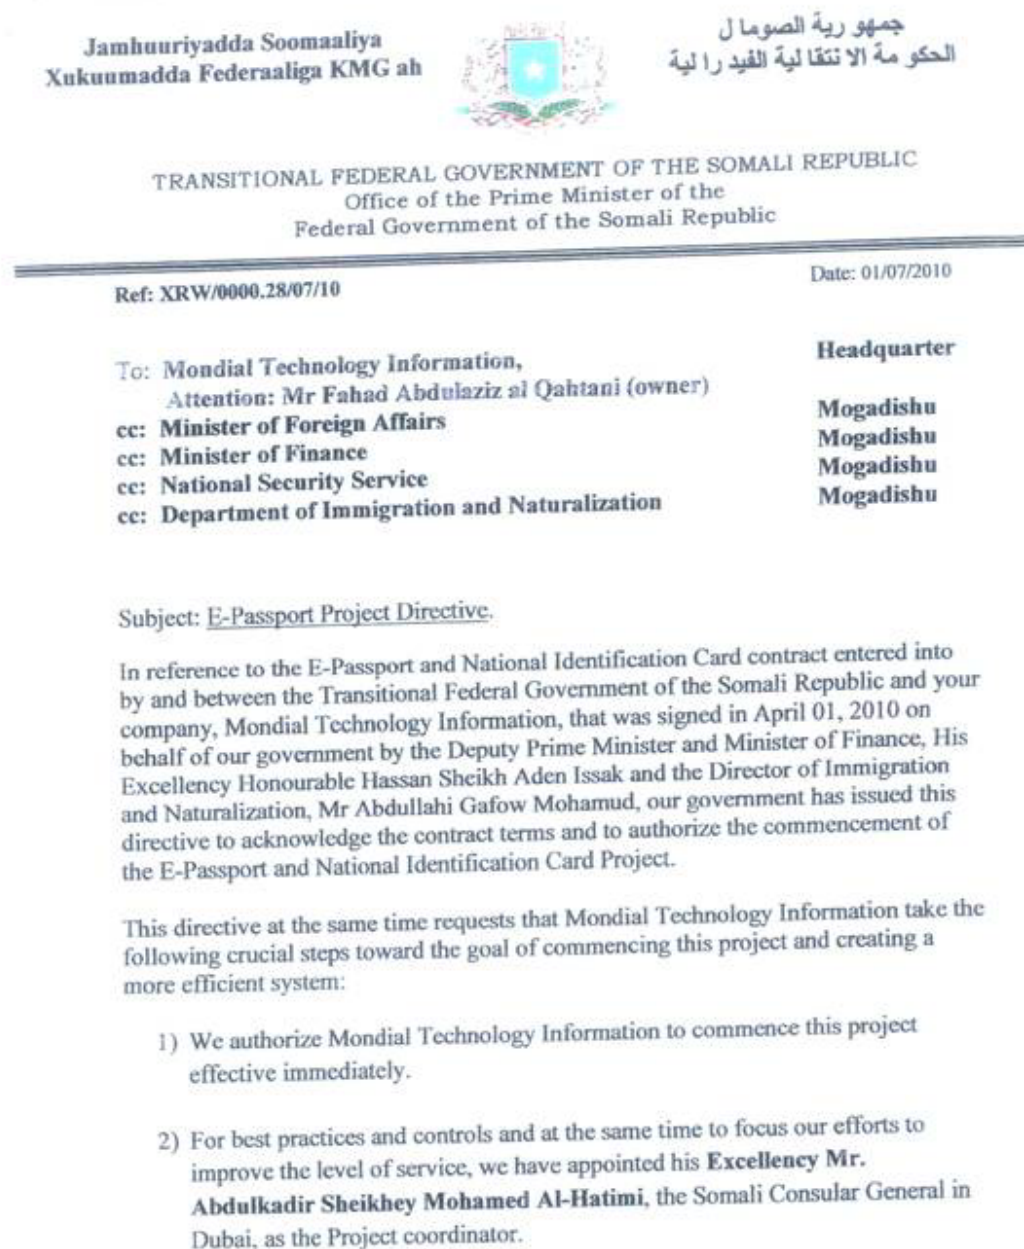 Jamhuuriyadda Soomaaliya
Xukuumadda Federaaliga KMG ah
جمهو رية الصوما ل
الحكو مة الا نتقا لية الفيد را لية
TRANSITIONAL FEDERAL GOVERNMENT OF THE SOMALI REPUBLIC
Office of the Prime Minister of the
Federal Government of the Somali Republic
Ref: XRW/0000.28/07/10
Date: 01/07/2010
To: Mondial Technology Information, Headquarter
Attention: Mr Fahad Abdulaziz al Qahtani (owner)
cc: Minister of Foreign Affairs Mogadishu
cc: Minister of Finance Mogadishu
cc: National Security Service Mogadishu
cc: Department of Immigration and Naturalization Mogadishu
Subject: E-Passport Project Directive.
In reference to the E-Passport and National Identification Card contract entered into
by and between the Transitional Federal Government of the Somali Republic and your
company, Mondial Technology Information, that was signed in April 01, 2010 on
behalf of our government by the Deputy Prime Minister and Minister of Finance, His
Excellency Honourable Hassan Sheikh Aden Issak and the Director of Immigration
and Naturalization, Mr Abdullahi Gafow Mohamud, our government has issued this
directive to acknowledge the contract terms and to authorize the commencement of
the E-Passport and National Identification Card Project.
This directive at the same time requests that Mondial Technology Information take the
following crucial steps toward the goal of commencing this project and creating a
more efficient system:
1) We authorize Mondial Technology Information to commence this project
effective immediately.
2) For best practices and controls and at the same time to focus our efforts to
improve the level of service, we have appointed his Excellency Mr.
Abdulkadir Sheikhey Mohamed Al-Hatimi, the Somali Consular General in
Dubai, as the Project coordinator.